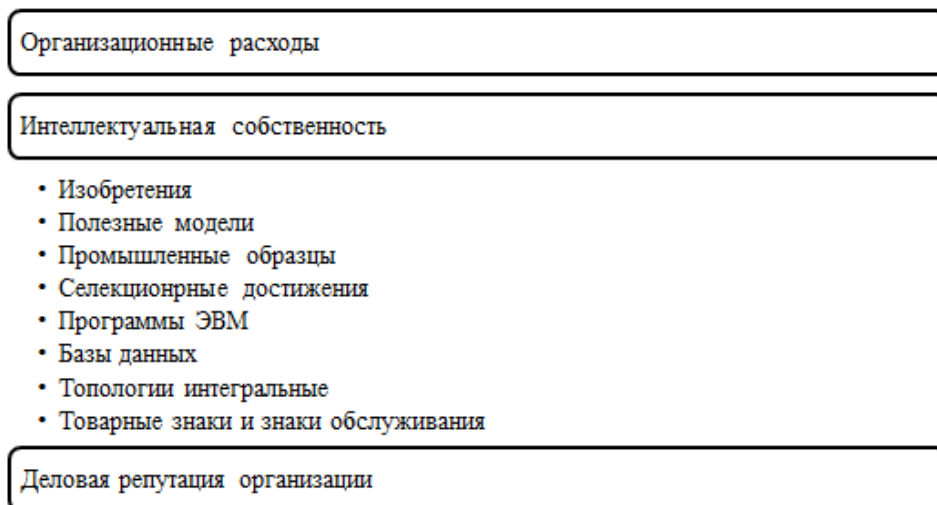 Организационные расходы
Интеллектуальная собственность
• Изобретения
• Полезные модели
• Промышленные образцы
• Селекционрные достижения
• Программы ЭВМ
• Базы данных
• Топологии интегральные
• Товарные знаки и знаки обслуживания
Деловая репутация организации